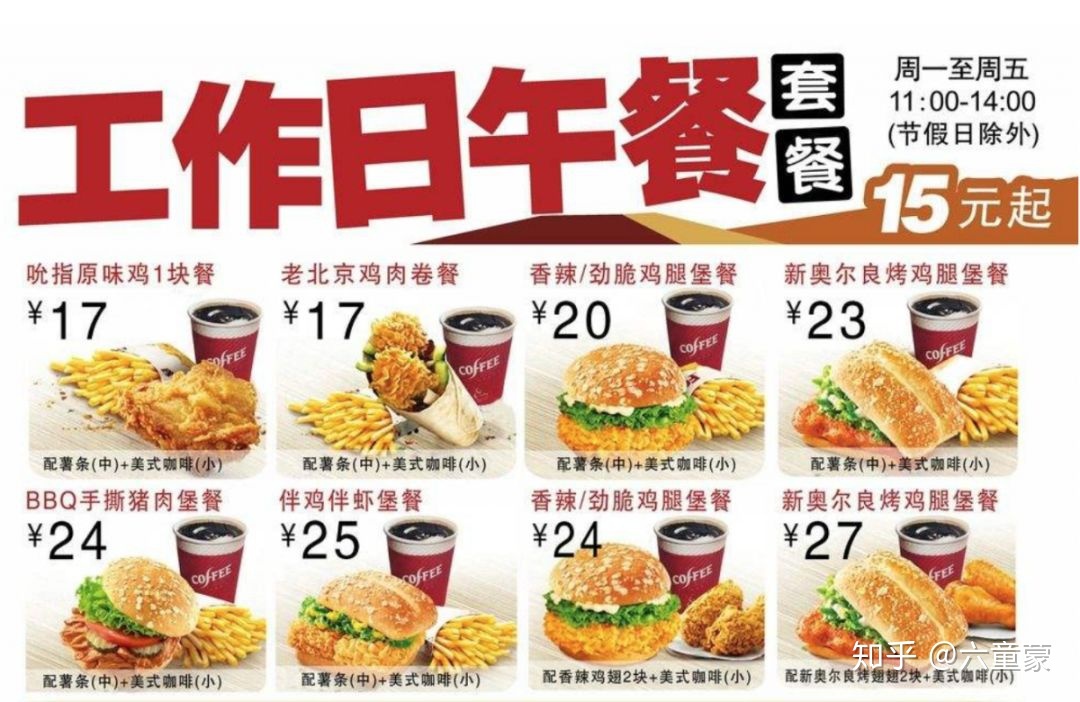 工作日午餐
套餐
周一至周五
11:00-14:00
(节假日除外)
15元起
吮指原味鸡1块餐
¥17
COFFEE
配薯条(中)+美式咖啡(小)
老北京鸡肉卷餐
¥17
COFFEE
配薯条(中)+美式咖啡(小)
香辣/劲脆鸡腿堡餐
¥20
COFFEE
配薯条(中)+美式咖啡(小)
新奥尔良烤鸡腿堡餐
¥23
COFFEE
配薯条(中)+美式咖啡(小)
BBQ手撕猪肉堡餐
¥24
COFFEE
配薯条(中)+美式咖啡(小)
伴鸡伴虾堡餐
¥25
COFFEE
配薯条(中)+美式咖啡(小)
香辣/劲脆鸡腿堡餐
¥24
COFFEE
配香辣鸡翅2块+美式咖啡(小)
新奥尔良烤鸡腿堡餐
¥27
COFFEE
配新奥尔良烤翅翅2块+美式咖啡(小)
知乎 @六童蒙